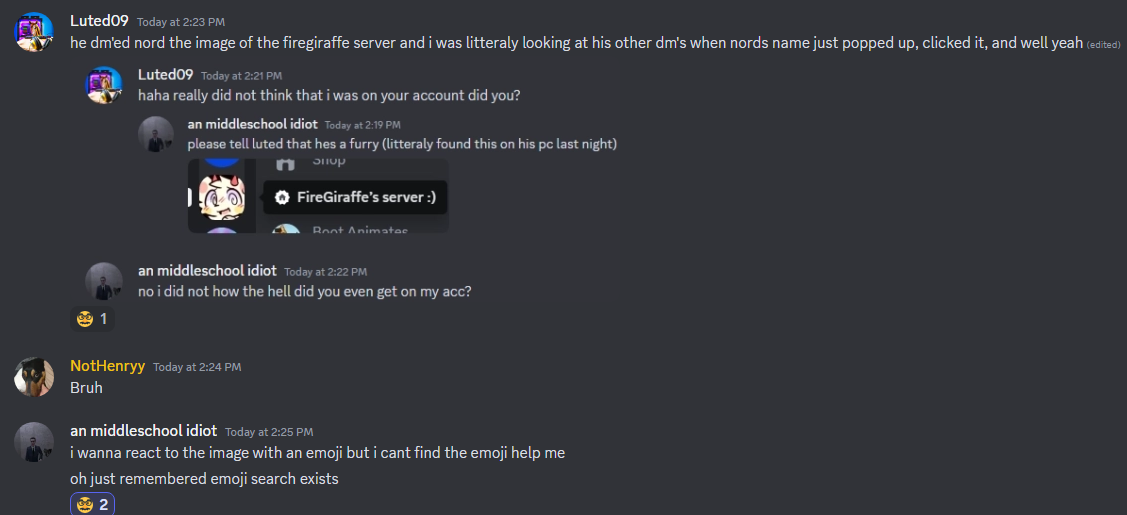 Luted09 Today at 2:23 PM
he dm'ed nord the image of the firegiraffe server and i was litteraly looking at his other dm's when nords name just popped up, clicked it, and well yeah (edited)
Luted09 Today at 2:21 PM
haha really did not think that i was on your account did you?
an middleschool idiot Today at 2:19 PM
please tell luted that hes a furry (litteraly found this on his pc last night)
Shop
FireGiraffe's server :)
Boot Animates
an middleschool idiot Today at 2:22 PM
no i did not how the hell did you even get on my acc?
1
NotHenryy Today at 2:24 PM
Bruh
an middleschool idiot Today at 2:25 PM
i wanna react to the image with an emoji but i cant find the emoji help me
oh just remembered emoji search exists
2